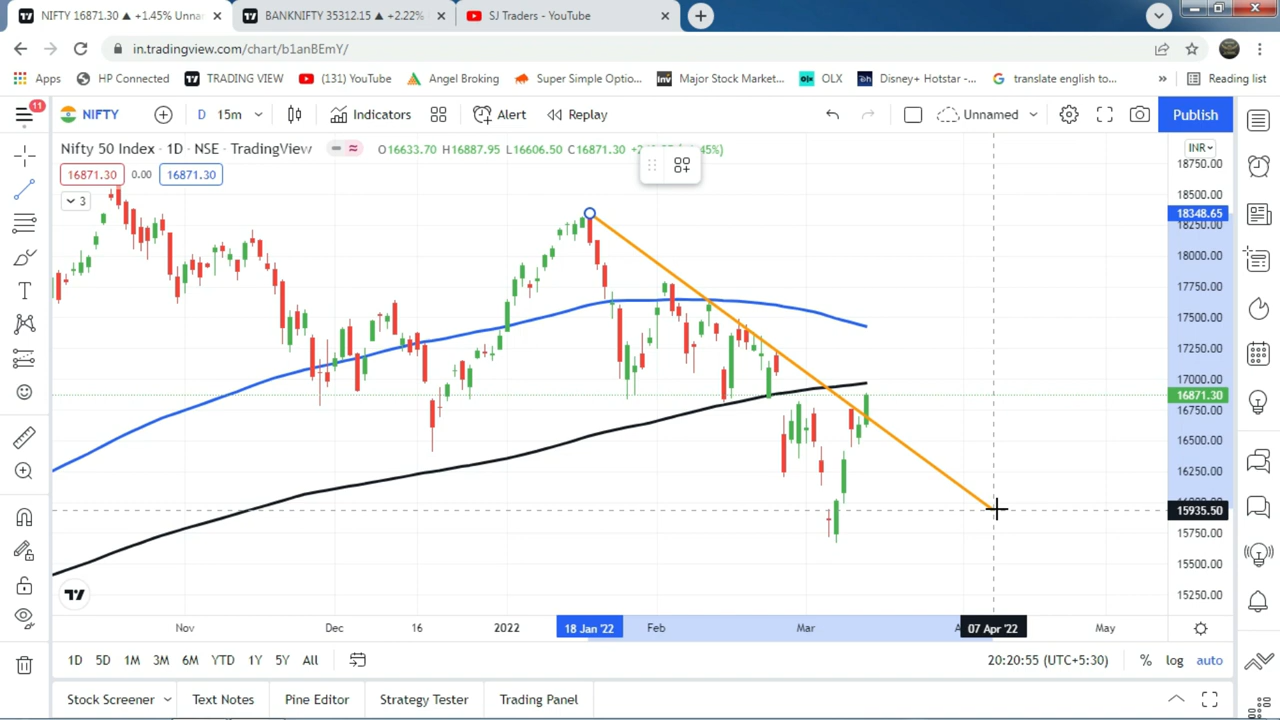 NIFTY 16871.30 ▲ +1.45% Unnar
BANKNIFTY 35312.15 ▲ +2.22%
SJ Traders - YouTube
in.tradingview.com/chart/b1anBEmY/
Apps
HP Connected
TRADING VIEW
(131) YouTube
Angel Broking
Super Simple Optio...
Major Stock Market...
OLX
Disney+ Hotstar -...
translate english to...
»
Reading list
11
NIFTY
D
15m
Indicators
Alert
Replay
Unnamed
Publish
Nifty 50 Index · 1D · NSE · TradingView
O16633.70 H16887.95 L16606.50 C16871.30
INR
16871.30
0.00
16871.30
3
18750.00
18500.00
18348.65
18250.00
18000.00
17750.00
17500.00
17250.00
17000.00
16871.30
16750.00
16500.00
16250.00
16000.00
15935.50
15750.00
15500.00
15250.00
Nov
Dec
16
2022
18 Jan '22
Feb
Mar
07 Apr '22
May
1D
5D
1M
3M
6M
YTD
1Y
5Y
All
20:20:55 (UTC+5:30)
%
log
auto
Stock Screener
Text Notes
Pine Editor
Strategy Tester
Trading Panel